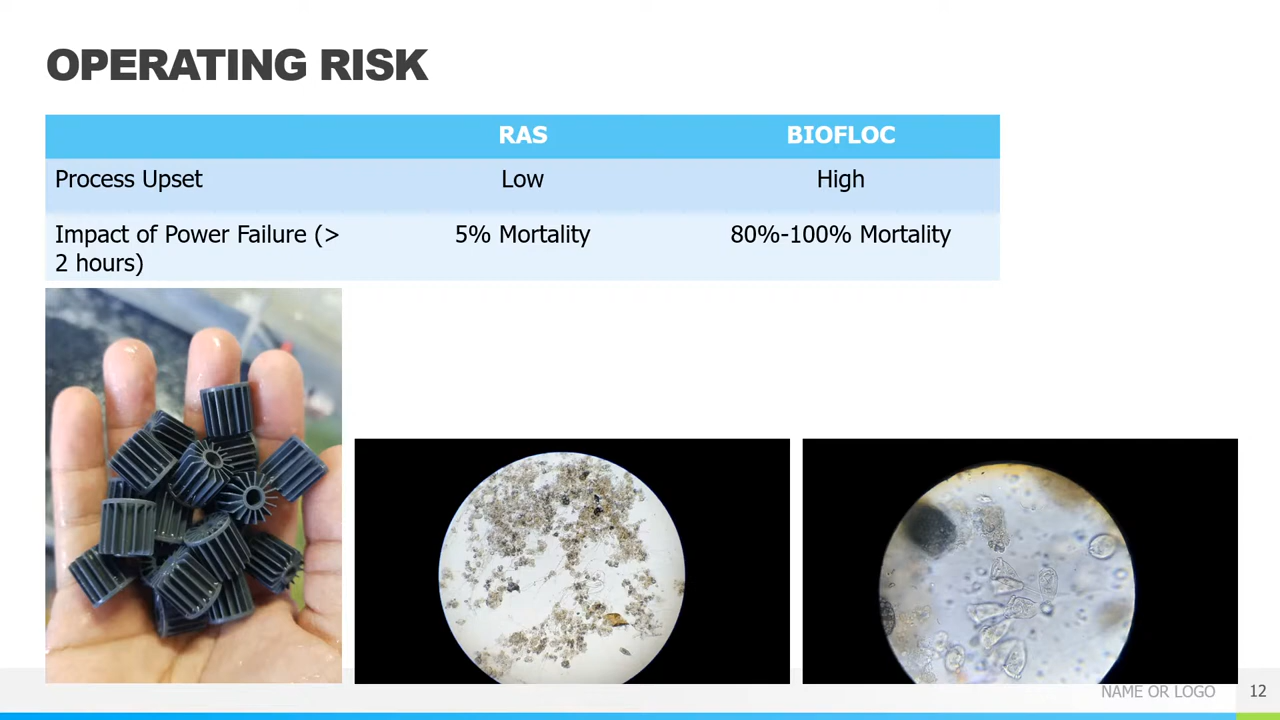 OPERATING RISK
RAS BIOFLOC
Process Upset Low High
Impact of Power Failure (> 5% Mortality 80%-100% Mortality
2 hours)
NAME OR LOGO 12